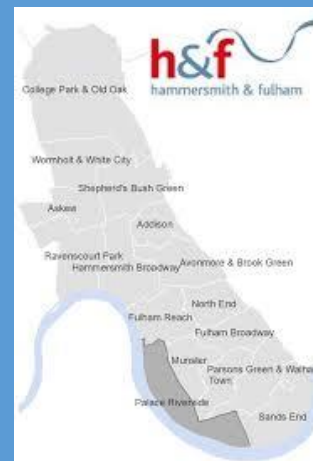 h&f
hammersmith & fulham
College Park & Old Oak
Wormholt & White City
Shepherd's Bush Green
Askew
Addison
Ravenscourt Park
Hammersmith Broadway
Avonmore & Brook Green
North End
Fulham Reach
Fulham Broadway
Munster
Parsons Green & Walham
Town
Palace Riverside
Sands End